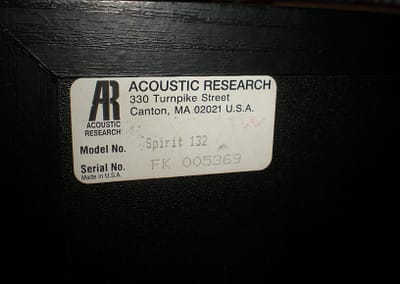 AR
ACOUSTIC
RESEARCH
ACOUSTIC RESEARCH
330 Turnpike Street
Canton, MA 02021 U.S.A.
Model No. Spirit 132
Serial No. FK 005369
Made in U.S.A.